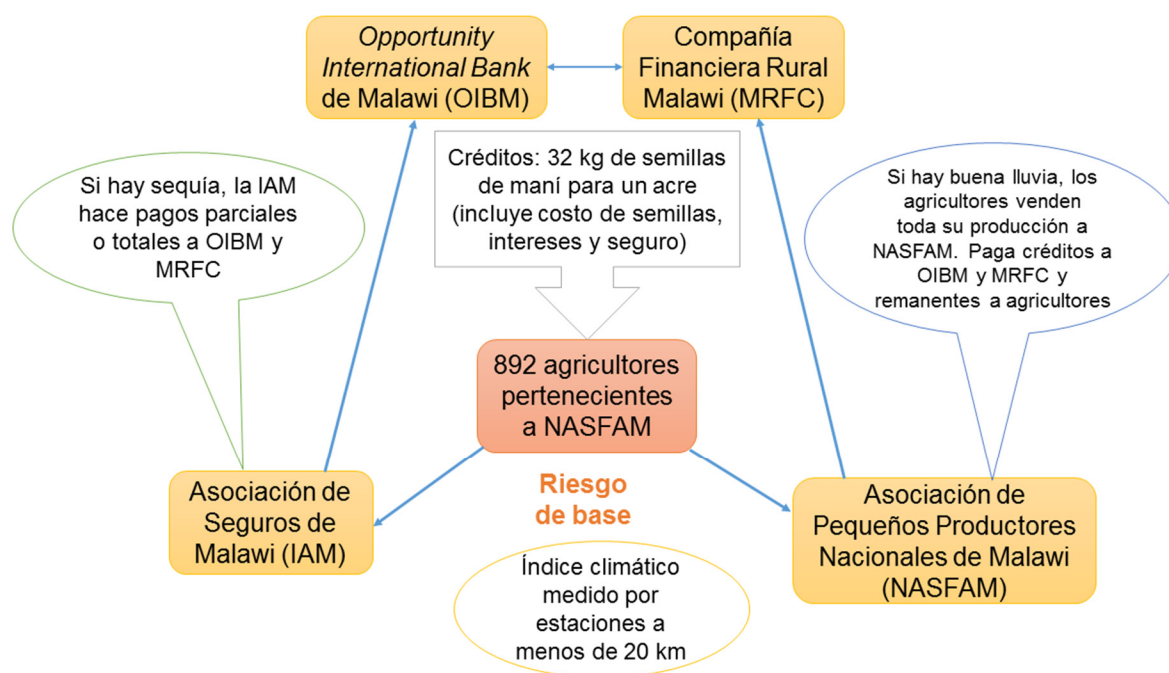 Opportunity
International Bank
de Malawi (OIBM)
Compañía
Financiera Rural
Malawi (MRFC)
Créditos: 32 kg de semillas
de maní para un acre
(incluye costo de semillas,
intereses y seguro)
Si hay sequía, la IAM
hace pagos parciales
o totales a OIBM y
MRFC
Si hay buena lluvia, los
agricultores venden
toda su producción a
NASFAM. Paga créditos a
OIBM y MRFC y
remanentes a agricultores
892 agricultores
pertenecientes
a NASFAM
Asociación de
Seguros de
Malawi (IAM)
Riesgo
de base
Asociación de
Pequeños Productores
Nacionales de Malawi
(NASFAM)
Índice climático
medido por
estaciones a
menos de 20 km